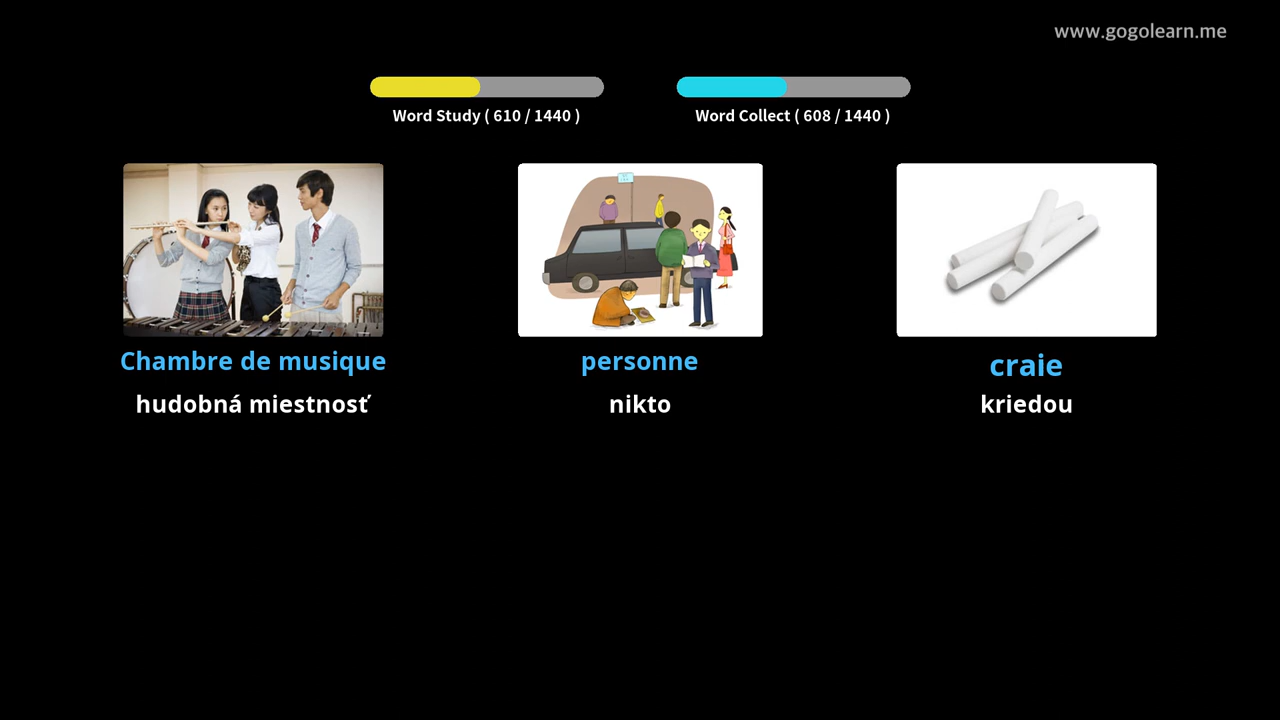 www.gogolearn.me
Word Study ( 610 / 1440 )
Word Collect ( 608 / 1440 )
Chambre de musique
personne
craie
hudobná miestnosť
nikto
kriedou